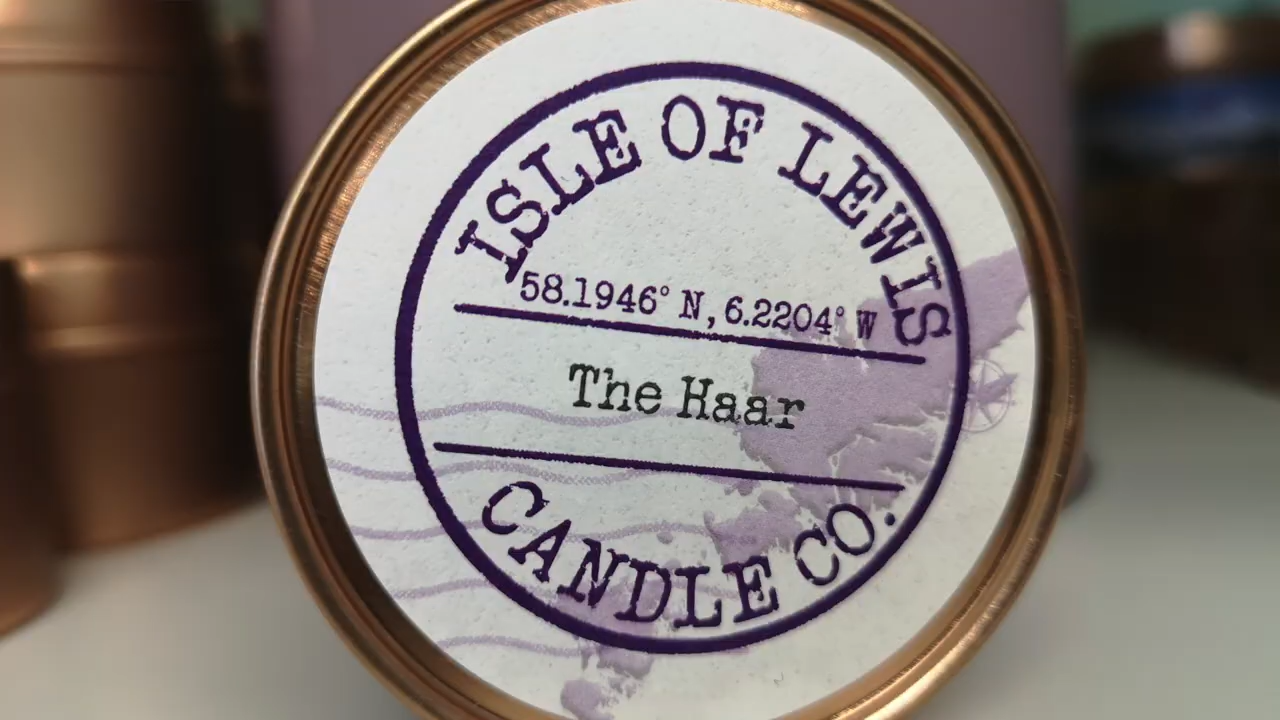 ISLE OF LEWIS
58.1946° N, 6.2204° W
The Haar
CANDLE CO.